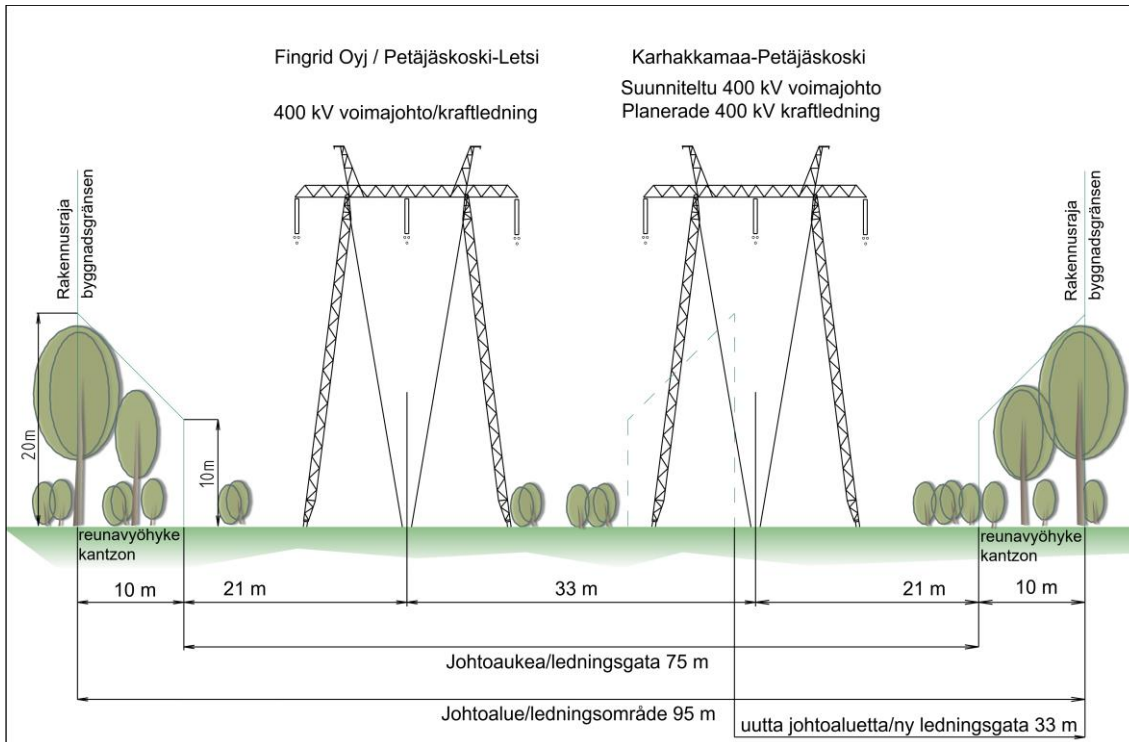 Fingrid Oyj / Petäjäskoski-Letsi
400 kV voimajohto/kraftledning
Karhakkamaa-Petäjäskoski
Suunniteltu 400 kV voimajohto
Planerade 400 kV kraftledning
Rakennusraja
byggnadsgränsen
Rakennusraja
byggnadsgränsen
20m
10m
reunavyöhyke
kantzon
reunavyöhyke
kantzon
10 m
21 m
33 m
21 m
10 m
Johtoaukea/ledningsgata 75 m
Johtoalue/ledningsområde 95 m
uutta johtoaluetta/ny ledningsgata 33 m